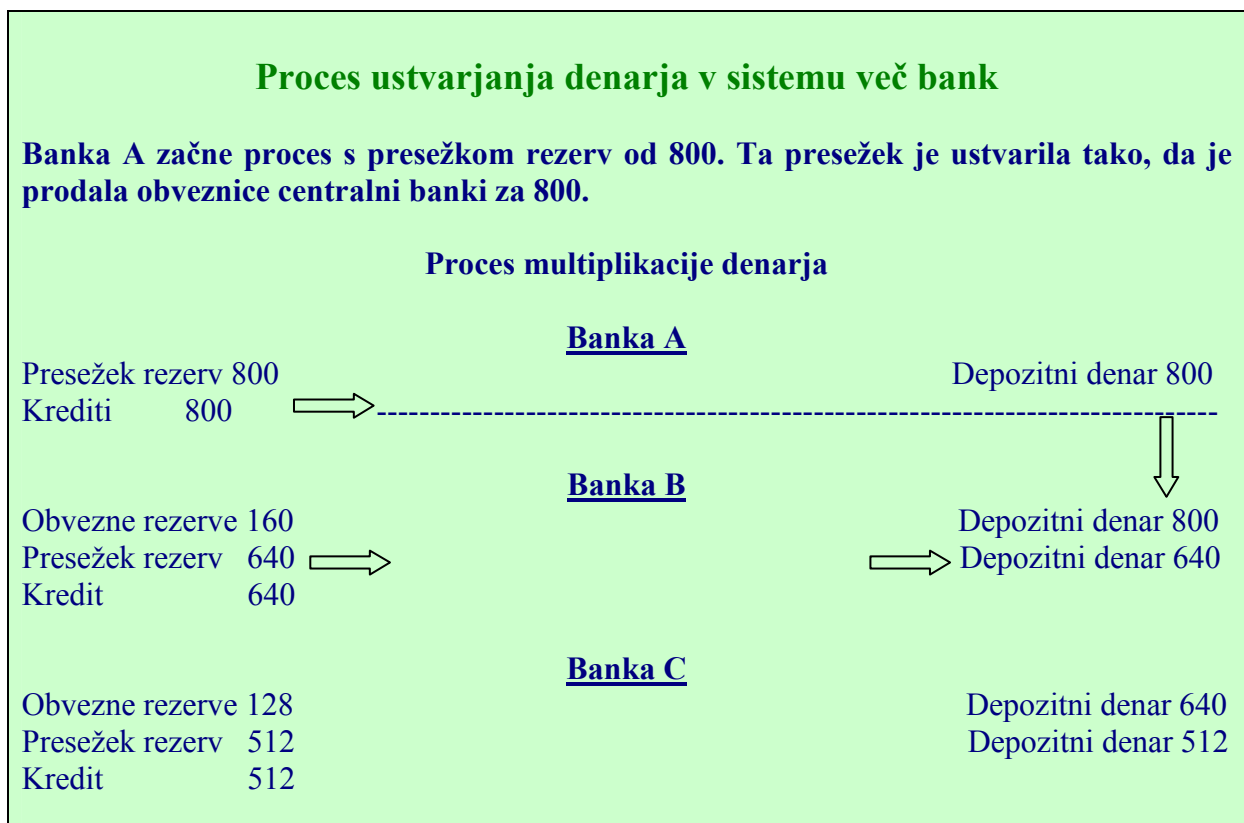 Proces ustvarjanja denarja v sistemu več bank
Banka A začne proces s presežkom rezerv od 800. Ta presežek je ustvarila tako, da je
prodala obveznice centralni banki za 800.
Proces multiplikacije denarja
Banka A
Presežek rezerv 800 Depozitni denar 800
Krediti 800
Banka B
Obvezne rezerve 160 Depozitni denar 800
Presežek rezerv 640 Depozitni denar 640
Kredit 640
Banka C
Obvezne rezerve 128 Depozitni denar 640
Presežek rezerv 512 Depozitni denar 512
Kredit 512